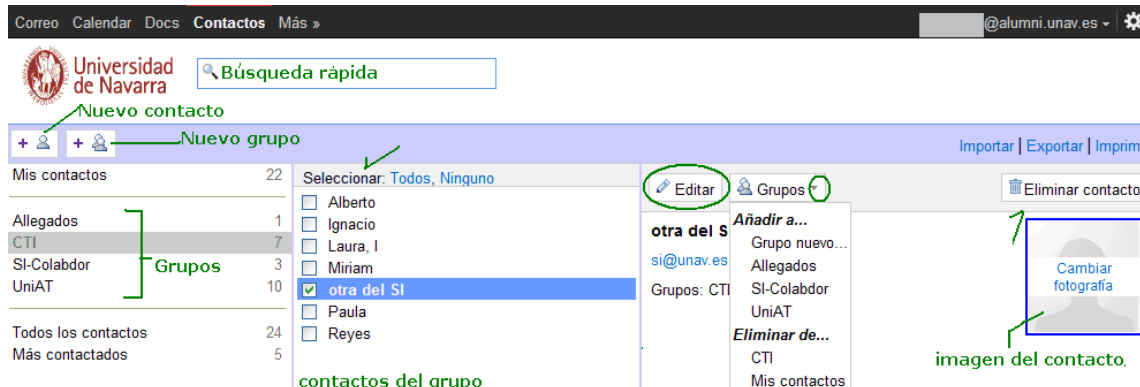 Correo Calendar Docs Contactos Más »
@alumni.unav.es
Universidad
de Navarra
Búsqueda rápida
Nuevo contacto
Nuevo grupo
Importar | Exportar | Imprim
Mis contactos 22
Allegados 1
CTI 7
SI-Colabdor 3
UniAT 10
Grupos
Todos los contactos 24
Más contactados 5
Seleccionar: Todos, Ninguno
Alberto
Ignacio
Laura, I
Miriam
otra del SI
Paula
Reyes
contactos del grupo
Editar
Grupos
Eliminar contacto
otra del S
si@unav.es
Grupos: CTI
Añadir a...
Grupo nuevo...
Allegados
SI-Colabdor
UniAT
Eliminar de...
CTI
Mis contactos
Cambiar
fotografía
imagen del contacto.